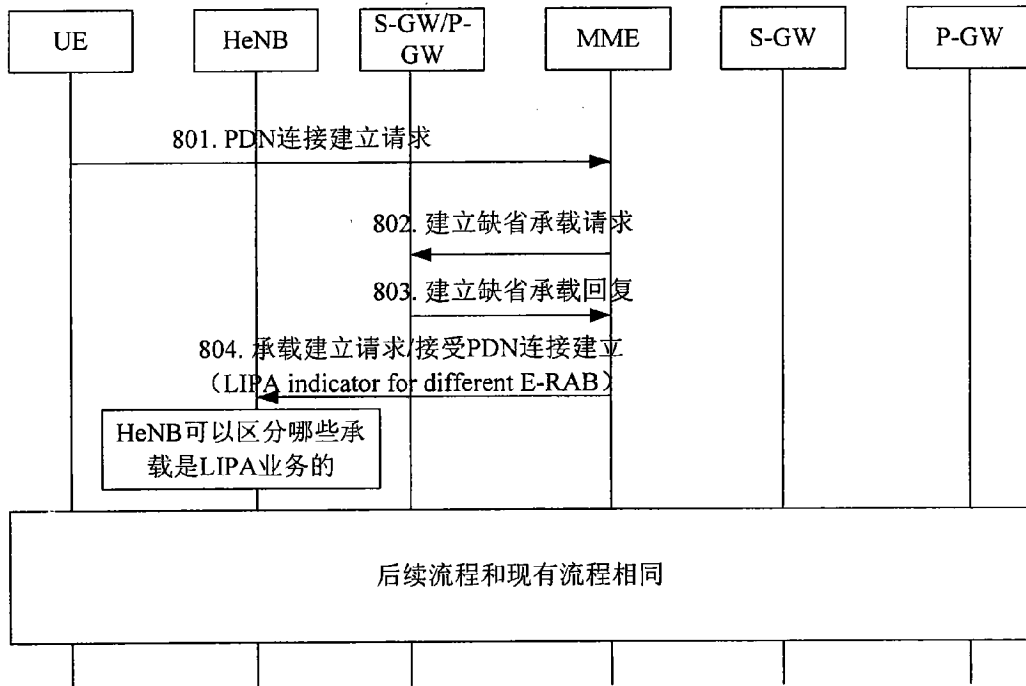 UE
HeNB
S-GW/P-
GW
MME
S-GW
P-GW
801. PDN连接建立请求
802. 建立缺省承载请求
803. 建立缺省承载回复
804. 承载建立请求/接受PDN连接建立
（LIPA indicator for different E-RAB）
HeNB可以区分哪些承
载是LIPA业务的
后续流程和现有流程相同